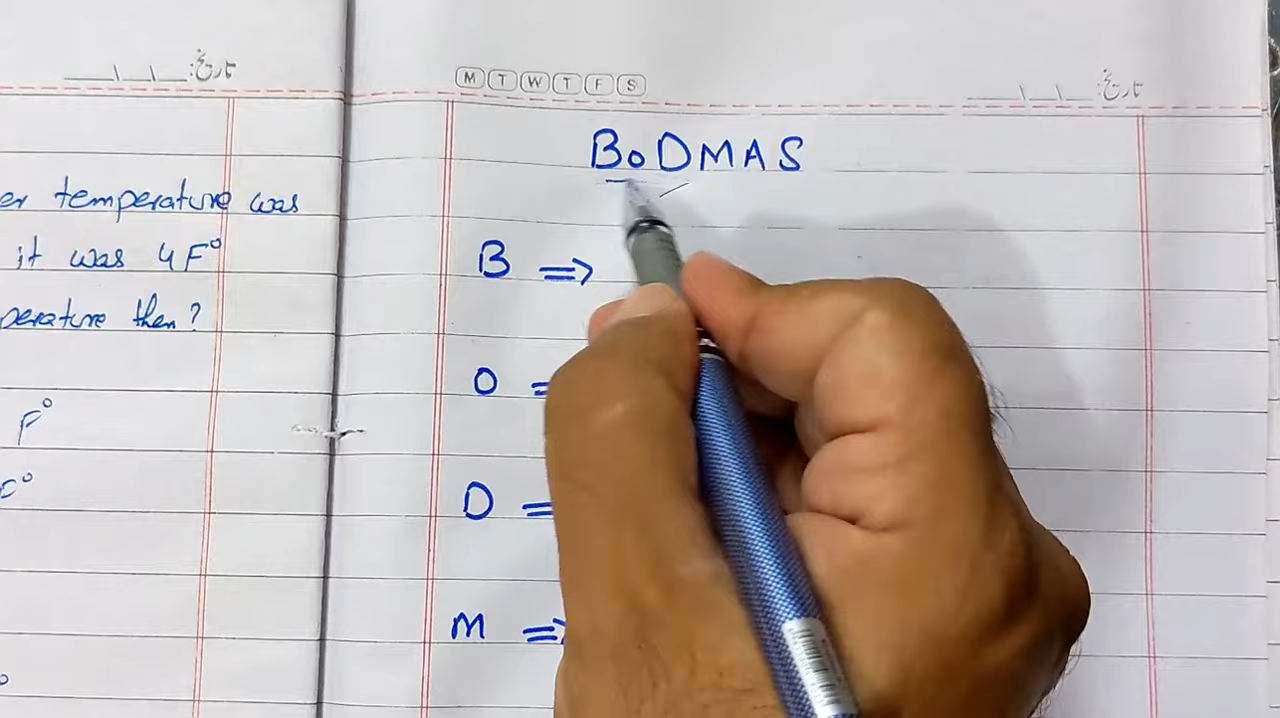 تاریخ:
er temperature was
it was 4F°
perature then?
F°
C°
M T W T F S
تاریخ:
BoDMAS
B ⇒
O =
D =
M ⇒